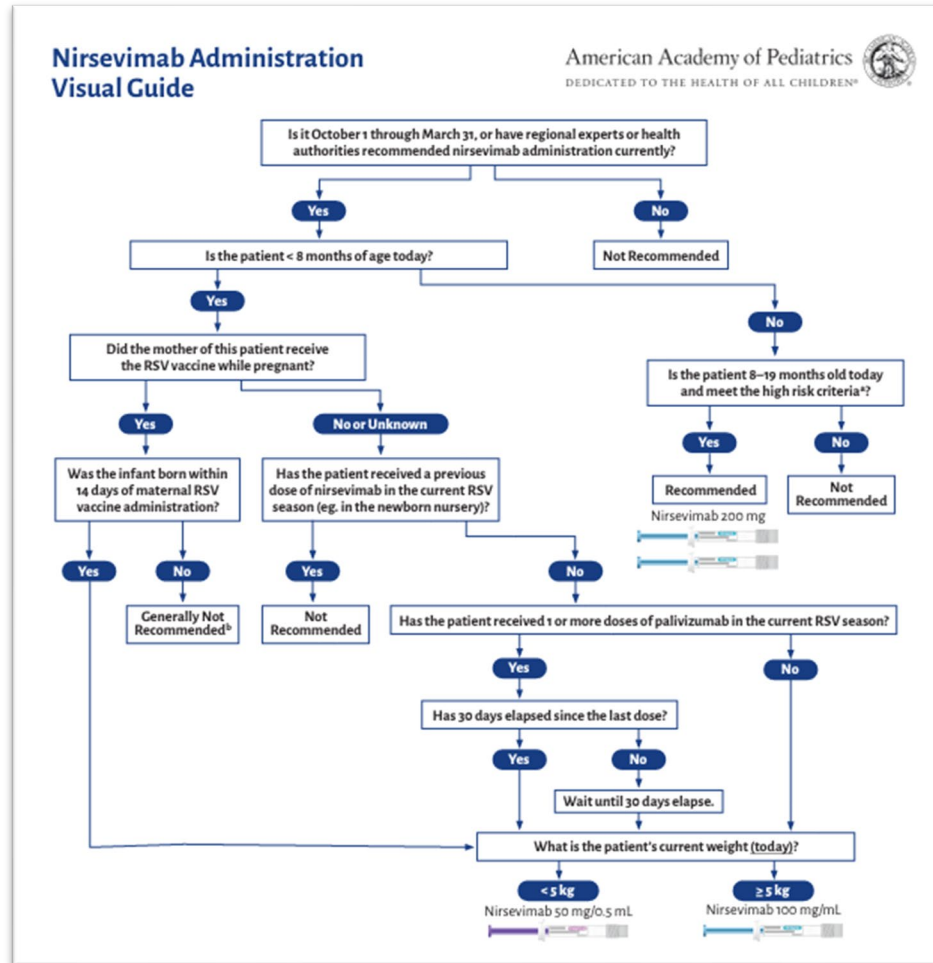 Nirsevimab Administration
Visual Guide
American Academy of Pediatrics
DEDICATED TO THE HEALTH OF ALL CHILDREN®
Is it October 1 through March 31, or have regional experts or health
authorities recommended nirsevimab administration currently?
Yes
No
Is the patient < 8 months of age today?
Not Recommended
Yes
No
Did the mother of this patient receive
the RSV vaccine while pregnant?
Is the patient 8–19 months old today
and meet the high risk criteriaᵃ?
Yes
No or Unknown
Yes
No
Was the infant born within
14 days of maternal RSV
vaccine administration?
Has the patient received a previous
dose of nirsevimab in the current RSV
season (eg. in the newborn nursery)?
Recommended
Not
Recommended
Nirsevimab 200 mg
Yes
No
Yes
No
Generally Not
Recommendedᵇ
Not
Recommended
Has the patient received 1 or more doses of palivizumab in the current RSV season?
Yes
No
Has 30 days elapsed since the last dose?
Yes
No
Wait until 30 days elapse.
What is the patient's current weight (today)?
< 5 kg
≥ 5 kg
Nirsevimab 50 mg/0.5 mL
Nirsevimab 100 mg/mL